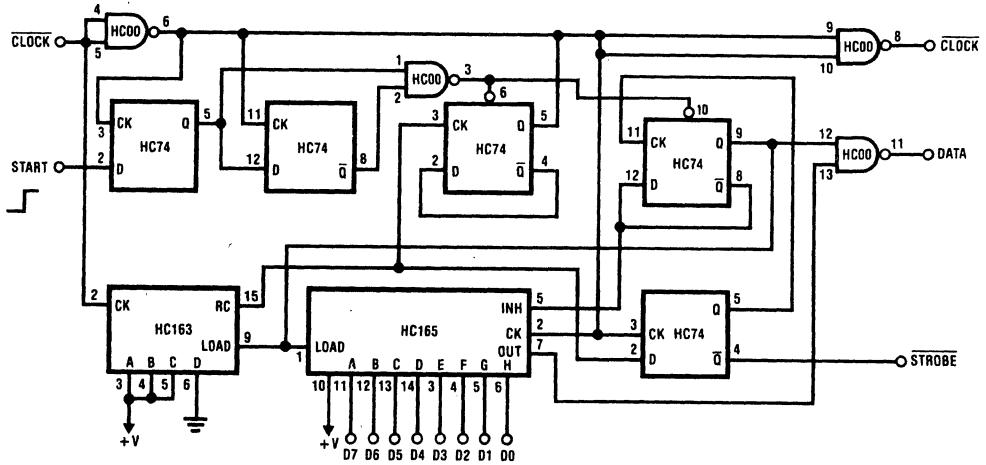 4
HC00
6
CLOCK
5
9
HC00
8
CLOCK
10
1
HC00
3
2
6
10
5
CK
Q
3
HC74
2
D
START
11
CK
HC74
12
D
Q
8
3
CK
Q
5
HC74
2
D
Q
4
11
CK
Q
9
HC74
12
D
Q
8
12
HC00
11
DATA
13
2
CK
RC
15
HC163
LOAD
9
A B C D
3 4 5 6
+V
INH
5
HC165
CK
2
OUT
7
LOAD
1
A B C D E F G H
10 11 12 13 14 3 4 5 6
+V
D7 D6 D5 D4 D3 D2 D1 D0
Q
5
3
CK
HC74
2
D
Q
4
STROBE